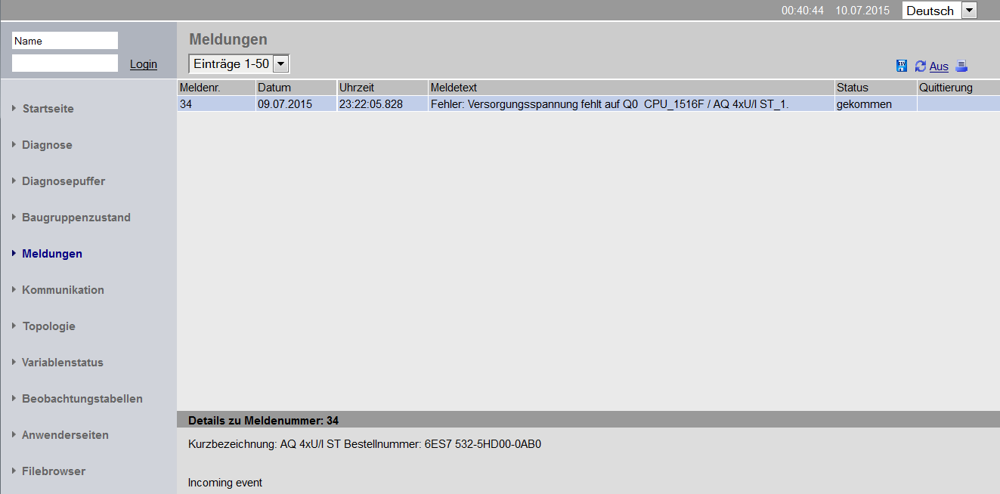 00:40:44 10.07.2015 Deutsch
Name
Login
Meldungen
Einträge 1-50
Aus
Startseite
Diagnose
Diagnosepuffer
Baugruppenzustand
Meldungen
Kommunikation
Topologie
Variablenstatus
Beobachtungstabellen
Anwenderseiten
Filebrowser
Meldenr. Datum Uhrzeit Meldetext Status Quittierung
34 09.07.2015 23:22:05.828 Fehler: Versorgungsspannung fehlt auf Q0  CPU_1516F / AQ 4xU/I ST_1. gekommen
Details zu Meldenummer: 34
Kurzbezeichnung: AQ 4xU/I ST Bestellnummer: 6ES7 532-5HD00-0AB0
Incoming event